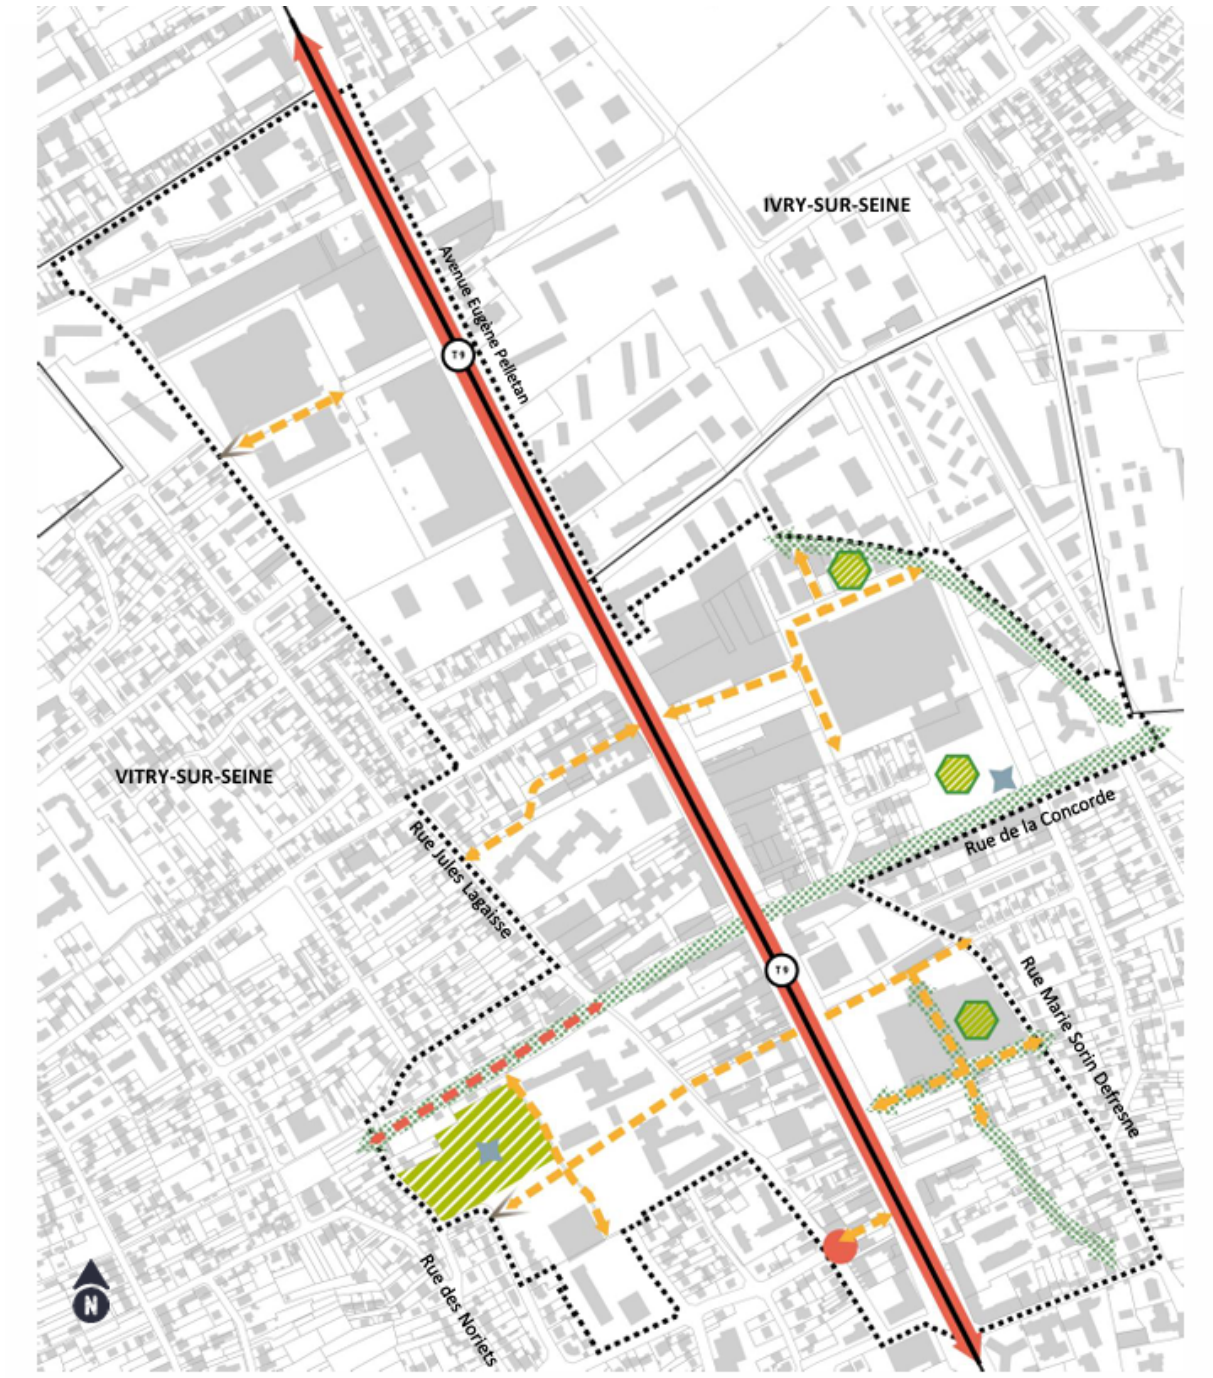 IVRY-SUR-SEINE
Avenue Eugène Pelletan
T9
VITRY-SUR-SEINE
Rue de la Concorde
Rue Jules Lagaisse
T9
Rue Marie Sorin Defresne
N
Rue des Noriets